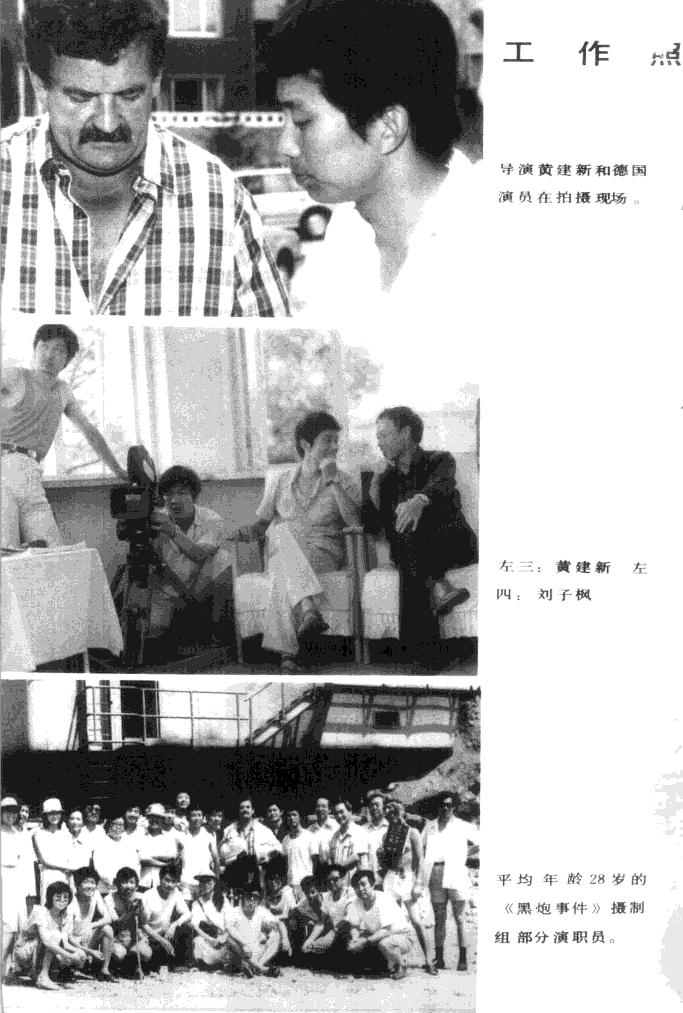 工作照
导演黄建新和德国
演员在拍摄现场。
左三：黄建新 左
四：刘子枫
平均年龄28岁的
《黑炮事件》摄制
组部分演职员。